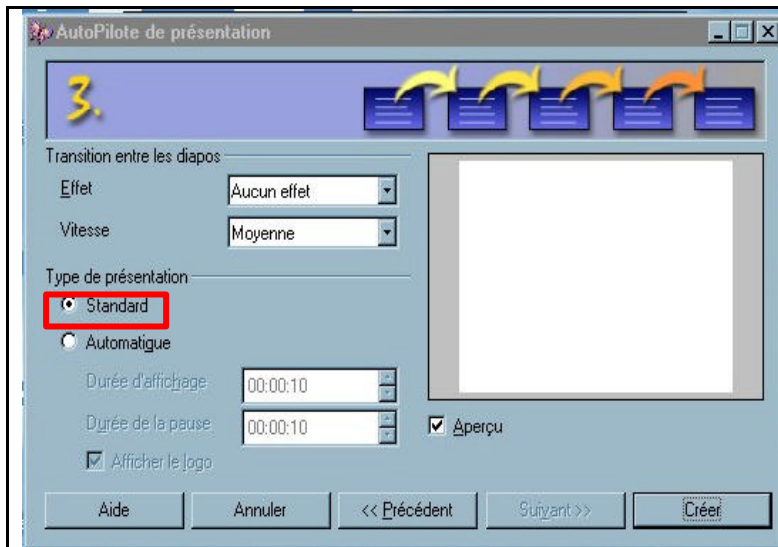 AutoPilote de présentation
3.
Transition entre les diapos
Effet Aucun effet
Vitesse Moyenne
Type de présentation
Standard
Automatique
Durée d'affichage 00:00:10
Durée de la pause 00:00:10
Afficher le logo
Aperçu
Aide Annuler << Précédent Suivant >> Créer